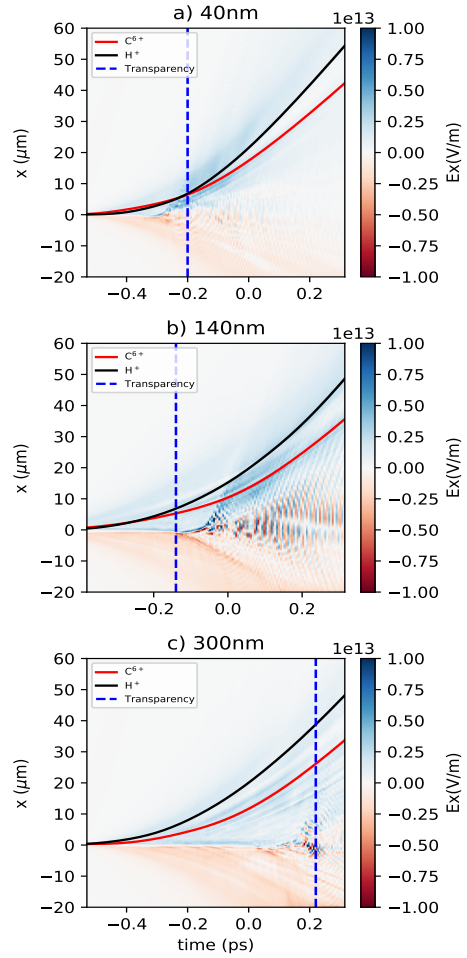 a) 40nm
1e13
60
50
40
30
20
10
0
−10
−20
x (μm)
C⁶⁺
H⁺
Transparency
−0.4
−0.2
0.0
0.2
1.00
0.75
0.50
0.25
0.00
−0.25
−0.50
−0.75
−1.00
Ex(V/m)
b) 140nm
1e13
60
50
40
30
20
10
0
−10
−20
x (μm)
C⁶⁺
H⁺
Transparency
−0.2
0.0
0.2
1.00
0.75
0.50
0.25
0.00
−0.25
−0.50
−0.75
−1.00
Ex(V/m)
c) 300nm
1e13
60
50
40
30
20
10
0
−10
−20
x (μm)
C⁶⁺
H⁺
Transparency
−0.4
−0.2
0.0
0.2
time (ps)
1.00
0.75
0.50
0.25
0.00
−0.25
−0.50
−0.75
−1.00
Ex(V/m)